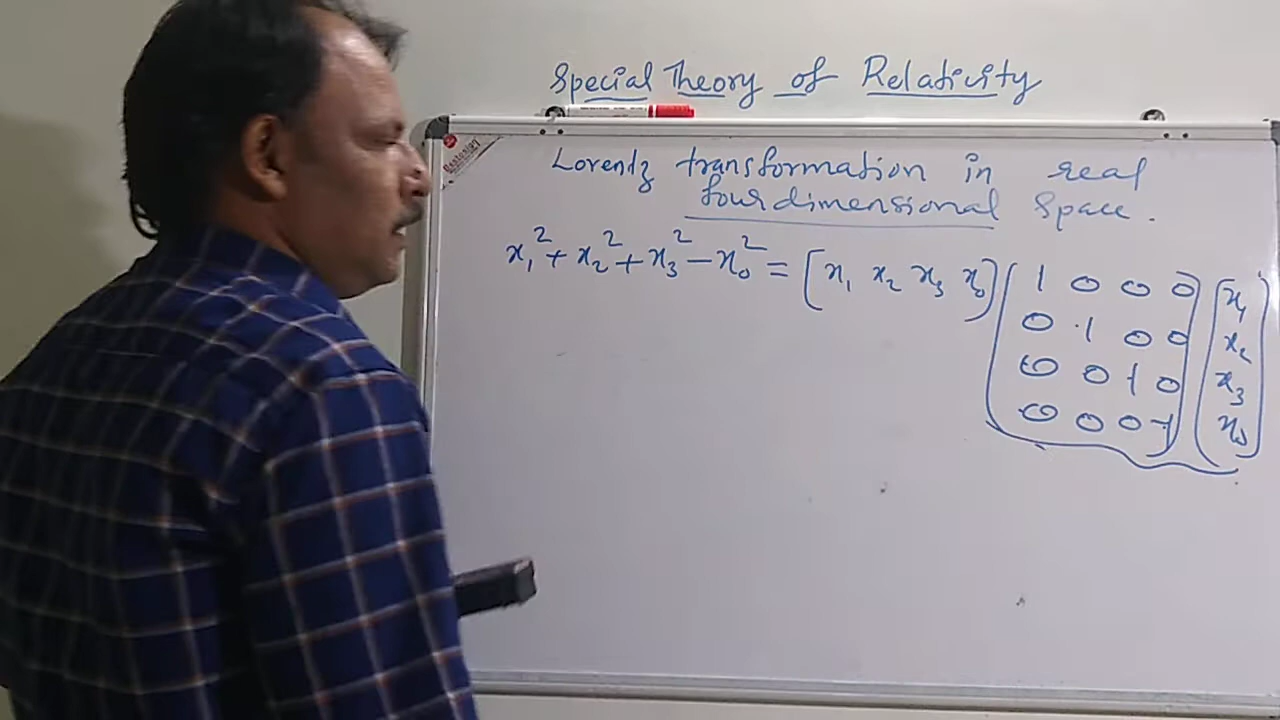 Special Theory of Relativity
Lorentz transformation in real
four dimensional space.
x₁² + x₂² + x₃² − x₀² = [x₁ x₂ x₃ x₀] (1 0 0 0) [x₁
0 1 0 0 x₂
0 0 1 0 x₃
0 0 0 -1 x₀]